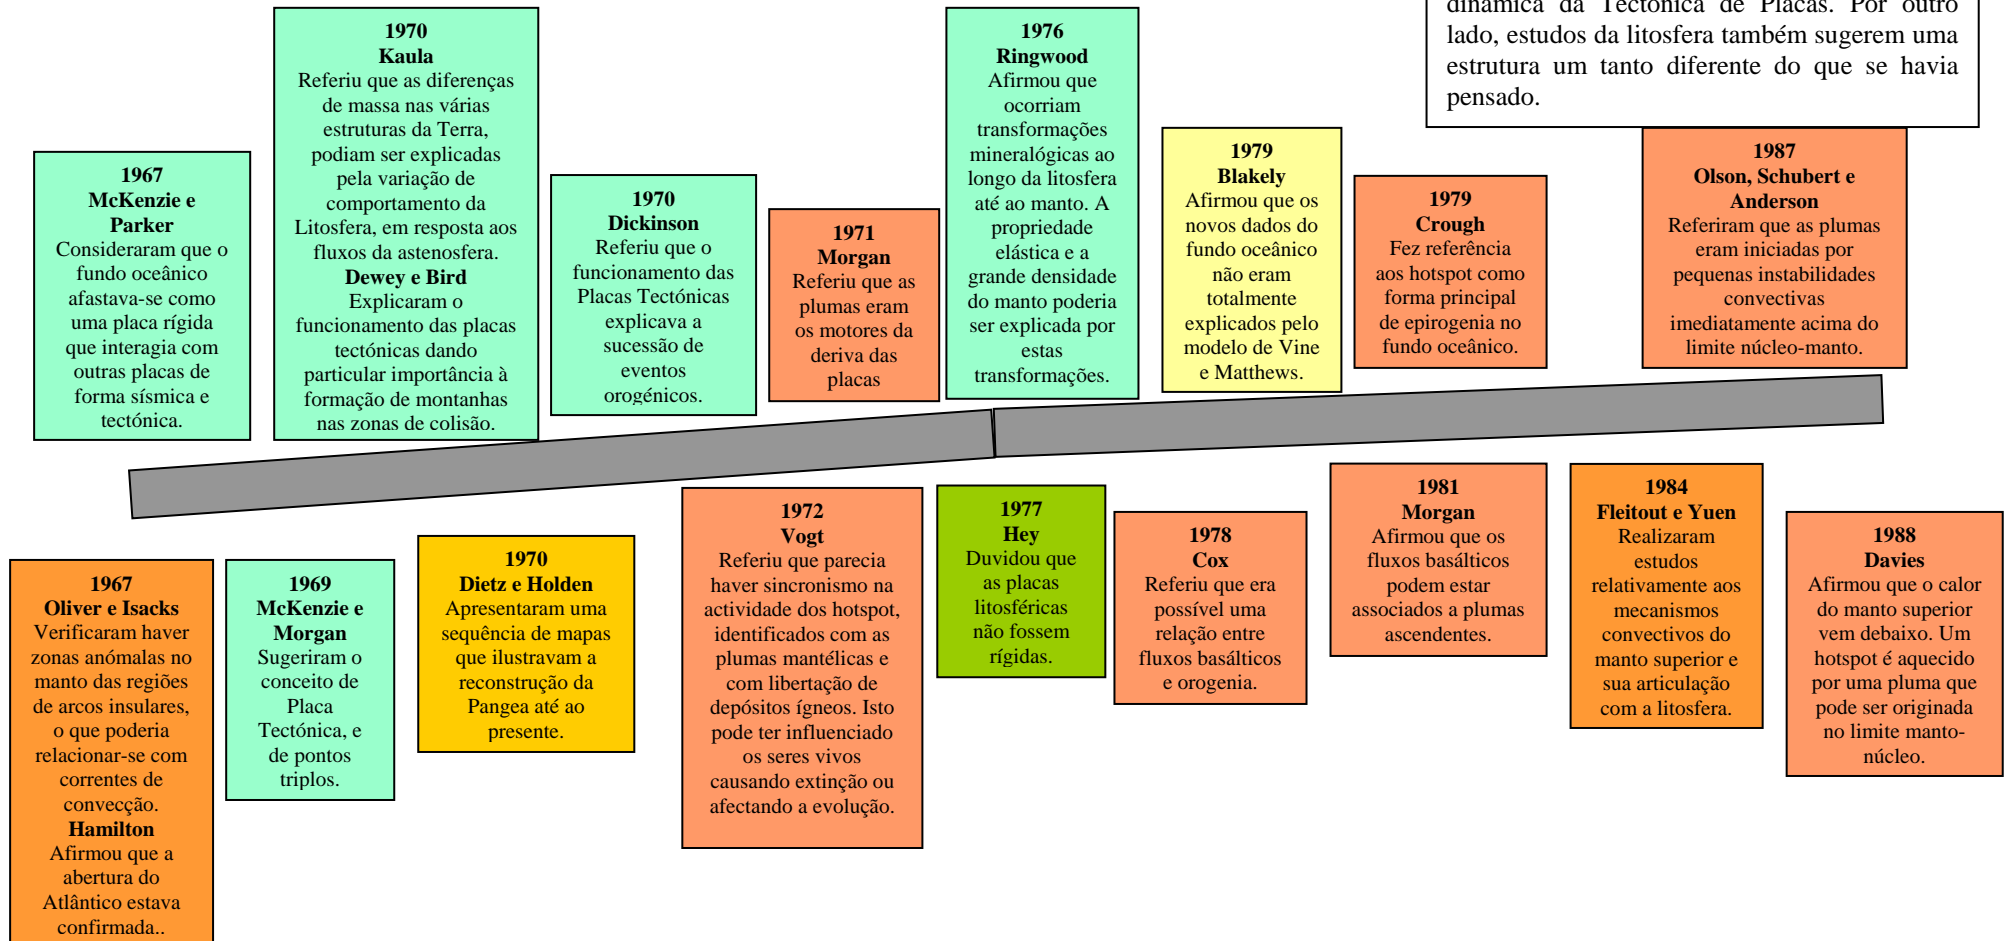 dinâmica da Tectónica de Placas. Por outro
lado, estudos da litosfera também sugerem uma
estrutura um tanto diferente do que se havia
pensado.
1967
McKenzie e
Parker
Consideraram que o
fundo oceânico
afastava-se como
uma placa rígida
que interagia com
outras placas de
forma sísmica e
tectónica.
1970
Kaula
Referiu que as diferenças
de massa nas várias
estruturas da Terra,
podiam ser explicadas
pela variação de
comportamento da
Litosfera, em resposta aos
fluxos da astenosfera.
Dewey e Bird
Explicaram o
funcionamento das placas
tectónicas dando
particular importância à
formação de montanhas
nas zonas de colisão.
1970
Dickinson
Referiu que o
funcionamento das
Placas Tectónicas
explicava a
sucessão de
eventos
orogénicos.
1971
Morgan
Referiu que as
plumas eram
os motores da
deriva das
placas
1976
Ringwood
Afirmou que
ocorriam
transformações
mineralógicas ao
longo da litosfera
até ao manto. A
propriedade
elástica e a
grande densidade
do manto poderia
ser explicada por
estas
transformações.
1979
Blakely
Afirmou que os
novos dados do
fundo oceânico
não eram
totalmente
explicados pelo
modelo de Vine
e Matthews.
1979
Crough
Fez referência
aos hotspot como
forma principal
de epirogenia no
fundo oceânico.
1987
Olson, Schubert e
Anderson
Referiram que as plumas
eram iniciadas por
pequenas instabilidades
convectivas
imediatamente acima do
limite núcleo-manto.
1967
Oliver e Isacks
Verificaram haver
zonas anómalas no
manto das regiões
de arcos insulares,
o que poderia
relacionar-se com
correntes de
convecção.
Hamilton
Afirmou que a
abertura do
Atlântico estava
confirmada..
1969
McKenzie e
Morgan
Sugeriram o
conceito de
Placa
Tectónica, e
de pontos
triplos.
1970
Dietz e Holden
Apresentaram uma
sequência de mapas
que ilustravam a
reconstrução da
Pangea até ao
presente.
1972
Vogt
Referiu que parecia
haver sincronismo na
actividade dos hotspot,
identificados com as
plumas mantélicas e
com libertação de
depósitos ígneos. Isto
pode ter influenciado
os seres vivos
causando extinção ou
afectando a evolução.
1977
Hey
Duvidou que
as placas
litosféricas
não fossem
rígidas.
1978
Cox
Referiu que era
possível uma
relação entre
fluxos basálticos
e orogenia.
1981
Morgan
Afirmou que os
fluxos basálticos
podem estar
associados a plumas
ascendentes.
1984
Fleitout e Yuen
Realizaram
estudos
relativamente aos
mecanismos
convectivos do
manto superior e
sua articulação
com a litosfera.
1988
Davies
Afirmou que o calor
do manto superior
vem debaixo. Um
hotspot é aquecido
por uma pluma que
pode ser originada
no limite manto-
núcleo.